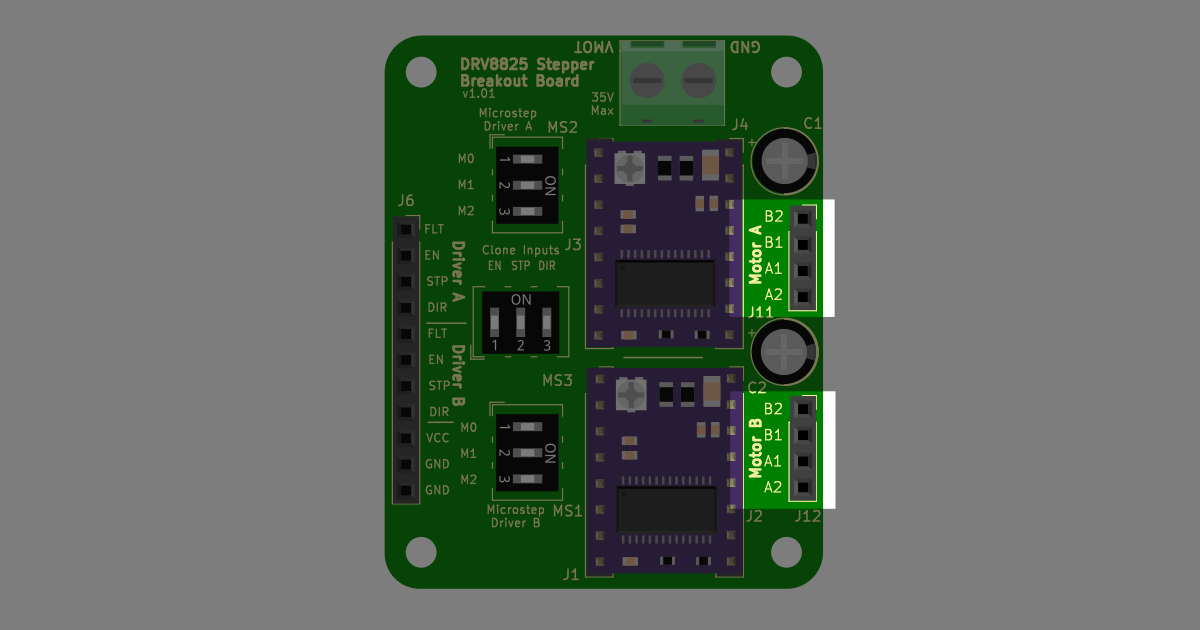 VMOT
GND
DRV8825 Stepper
Breakout Board
v1.01
35V
Max
Microstep
Driver A
MS2
J4
C1
+
M0
M1
M2
1
2
3
ON
J6
FLT
EN
STP
DIR
Driver A
FLT
EN
STP
DIR
Driver B
VCC
GND
GND
J3
Clone Inputs
EN STP DIR
ON
1 2 3
MS3
B2
B1
A1
A2
Motor A
J11
+
C2
B2
B1
A1
A2
Motor B
J2
J12
M0
M1
M2
1
2
3
ON
Microstep
Driver B
MS1
J1